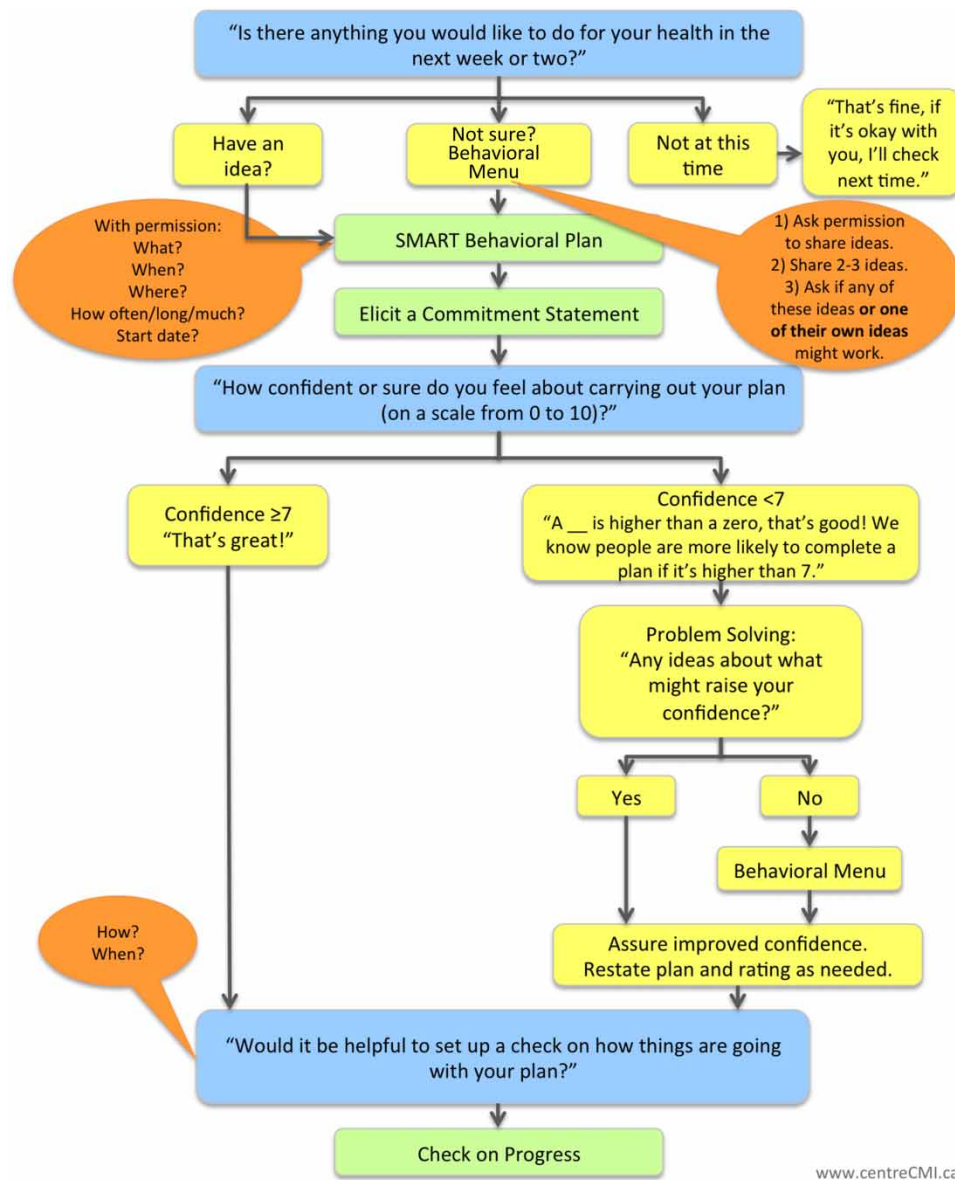 “Is there anything you would like to do for your health in the
next week or two?”
Have an
idea?
Not sure?
Behavioral
Menu
Not at this
time
“That’s fine, if
it’s okay with
you, I’ll check
next time.”
With permission:
What?
When?
Where?
How often/long/much?
Start date?
SMART Behavioral Plan
1) Ask permission
to share ideas.
2) Share 2-3 ideas.
3) Ask if any of
these ideas or one
of their own ideas
might work.
Elicit a Commitment Statement
“How confident or sure do you feel about carrying out your plan
(on a scale from 0 to 10)?”
Confidence ≥7
“That’s great!”
Confidence <7
“A __ is higher than a zero, that’s good! We
know people are more likely to complete a
plan if it’s higher than 7.”
Problem Solving:
“Any ideas about what
might raise your
confidence?”
Yes
No
Behavioral Menu
Assure improved confidence.
Restate plan and rating as needed.
How?
When?
“Would it be helpful to set up a check on how things are going
with your plan?”
Check on Progress
www.centreCMI.ca